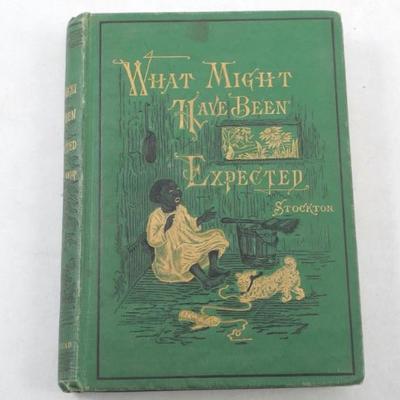 WHAT MIGHT
HAVE BEEN
EXPECTED
STOCKTON